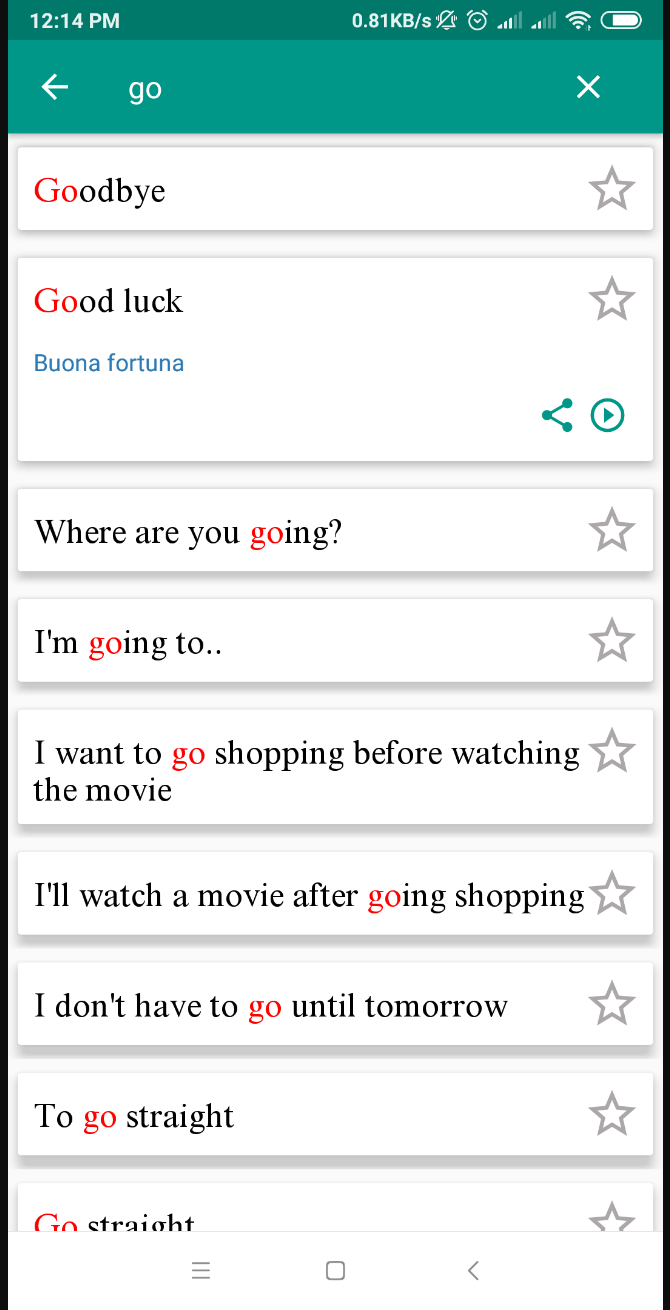 12:14 PM 0.81KB/s
go
Goodbye
Good luck
Buona fortuna
Where are you going?
I'm going to..
I want to go shopping before watching
the movie
I'll watch a movie after going shopping
I don't have to go until tomorrow
To go straight
Go straight